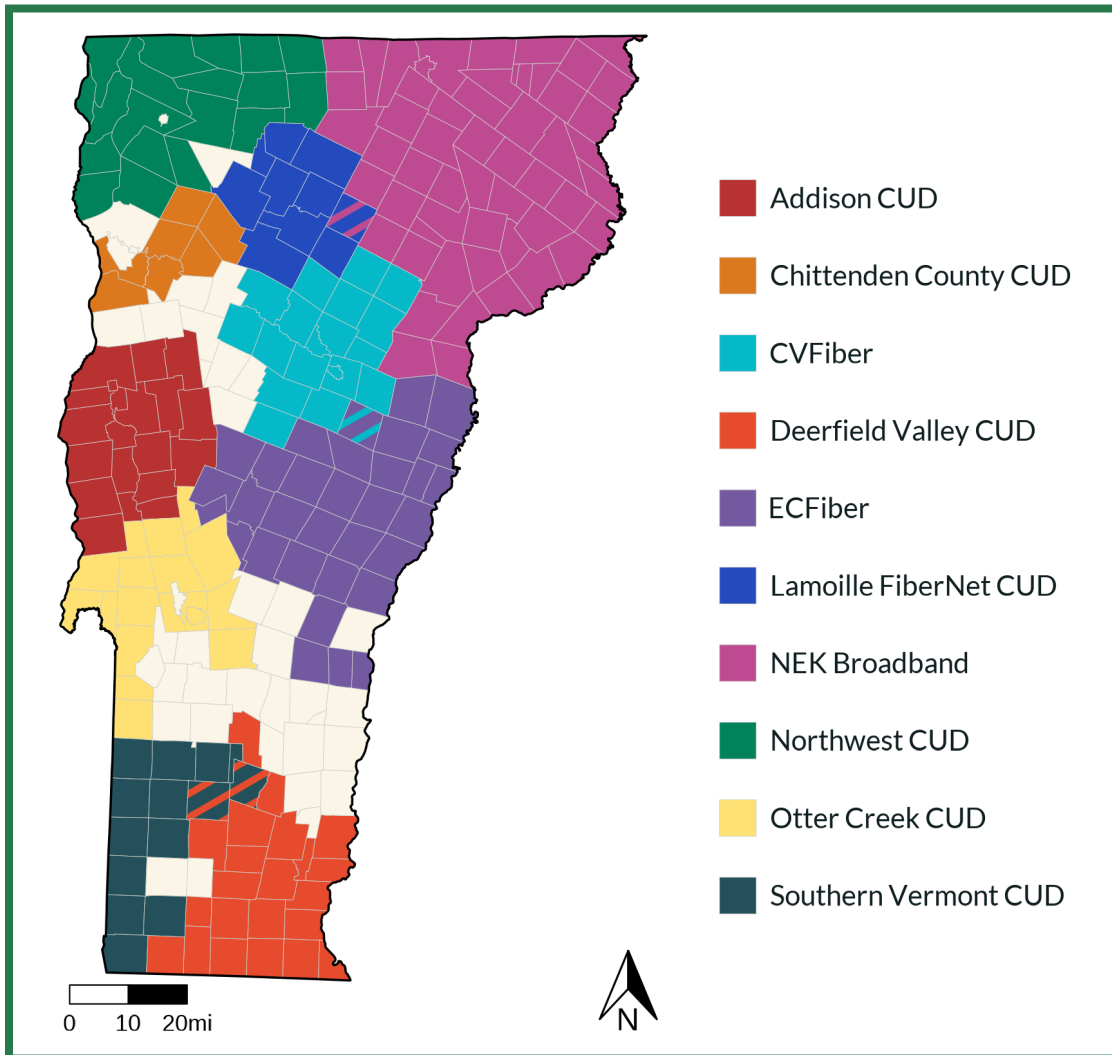 Addison CUD
Chittenden County CUD
CVFiber
Deerfield Valley CUD
ECFiber
Lamoille FiberNet CUD
NEK Broadband
Northwest CUD
Otter Creek CUD
Southern Vermont CUD
0 10 20mi
N